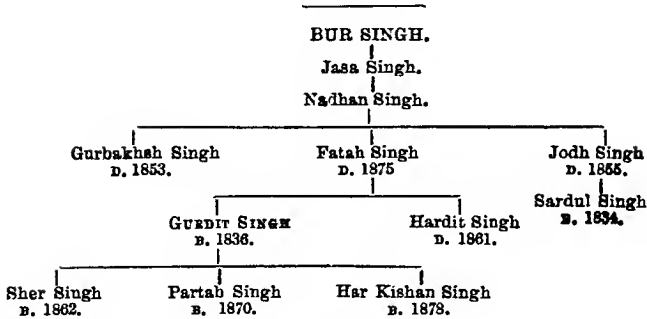 BUR SINGH.
Jasa Singh.
Nadhan Singh.
Gurbakhsh Singh Fatah Singh Jodh Singh
D. 1853. D. 1875 D. 1855.
Sardul Singh
B. 1834.
GURDIT SINGH Hardit Singh
B. 1836. D. 1861.
Sher Singh Partab Singh Har Kishan Singh
B. 1862. B. 1870. B. 1878.